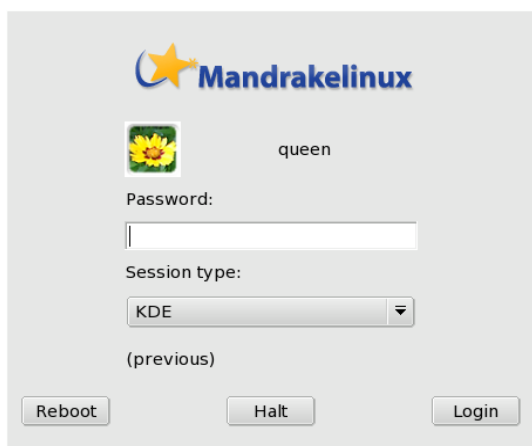 Mandrakelinux
queen
Password:
Session type:
KDE
(previous)
Reboot Halt Login